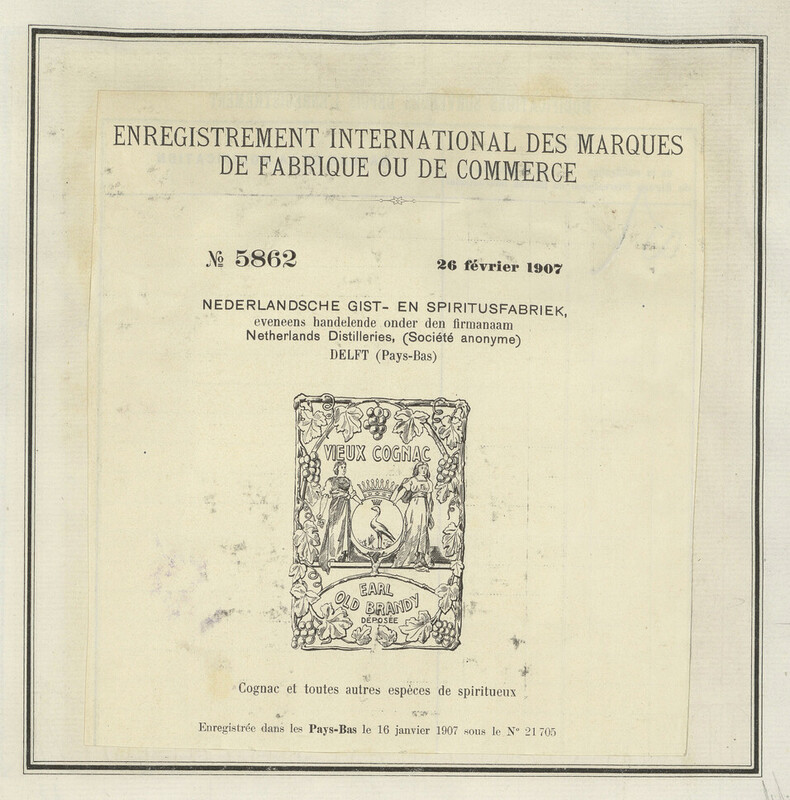 ENREGISTREMENT INTERNATIONAL DES MARQUES
DE FABRIQUE OU DE COMMERCE
№ 5862
26 février 1907
NEDERLANDSCHE GIST- EN SPIRITUSFABRIEK,
eveneens handelende onder den firmanaam
Netherlands Distilleries, (Société anonyme)
DELFT (Pays-Bas)
VIEUX COGNAC
EARL
OLD BRANDY
DÉPOSÉE
Cognac et toutes autres espèces de spiritueux
Enregistrée dans les Pays-Bas le 16 janvier 1907 sous le N° 21 705